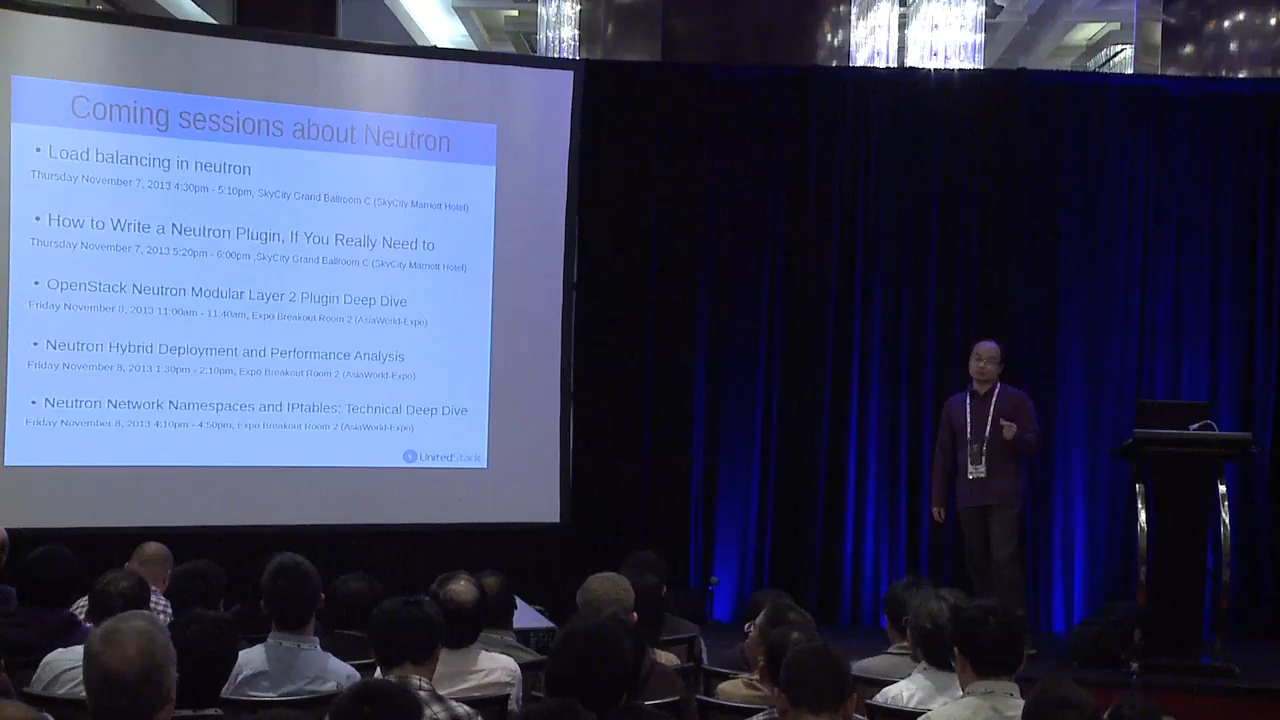 Coming sessions about Neutron
• Load balancing in neutron
Thursday November 7, 2013 4:30pm - 5:10pm, SkyCity Grand Ballroom C (SkyCity Marriott Hotel)
• How to Write a Neutron Plugin, If You Really Need to
Thursday November 7, 2013 5:20pm - 6:00pm ,SkyCity Grand Ballroom C (SkyCity Marriott Hotel)
• OpenStack Neutron Modular Layer 2 Plugin Deep Dive
Friday November 8, 2013 11:00am - 11:40am, Expo Breakout Room 2 (AsiaWorld-Expo)
• Neutron Hybrid Deployment and Performance Analysis
Friday November 8, 2013 1:30pm - 2:10pm, Expo Breakout Room 2 (AsiaWorld-Expo)
• Neutron Network Namespaces and IPtables: Technical Deep Dive
Friday November 8, 2013 4:10pm - 4:50pm, Expo Breakout Room 2 (AsiaWorld-Expo)
UnitedStack